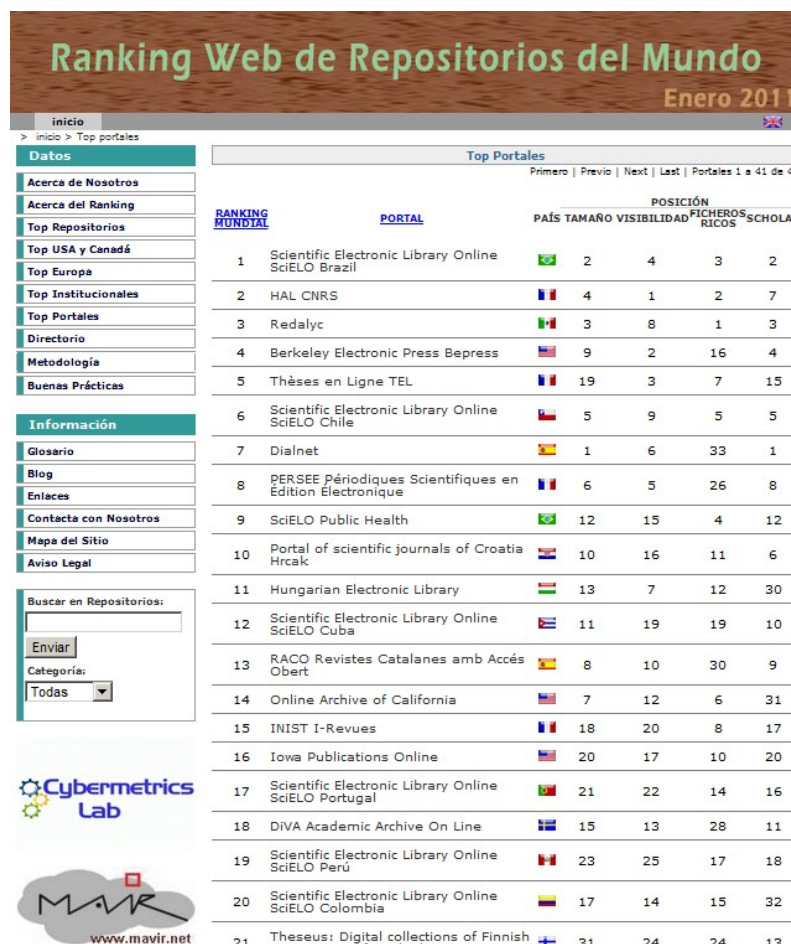 Ranking Web de Repositorios del Mundo
Enero 2011
inicio
> inicio > Top portales
Datos
Acerca de Nosotros
Acerca del Ranking
Top Repositorios
Top USA y Canadá
Top Europa
Top Institucionales
Top Portales
Directorio
Metodología
Buenas Prácticas
Información
Glosario
Blog
Enlaces
Contacta con Nosotros
Mapa del Sitio
Aviso Legal
Buscar en Repositorios:
Enviar
Categoría:
Todas
Cybermetrics
Lab
MAVIR
www.mavir.net
Top Portales
Primero | Previo | Next | Last | Portales 1 a 41 de 4
POSICIÓN
RANKING MUNDIAL PORTAL PAÍS TAMAÑO VISIBILIDAD FICHEROS RICOS SCHOLA
1 Scientific Electronic Library Online SciELO Brazil 2 4 3 2
2 HAL CNRS 4 1 2 7
3 Redalyc 3 8 1 3
4 Berkeley Electronic Press Bepress 9 2 16 4
5 Thèses en Ligne TEL 19 3 7 15
6 Scientific Electronic Library Online SciELO Chile 5 9 5 5
7 Dialnet 1 6 33 1
8 PERSEE Périodiques Scientifiques en Édition Électronique 6 5 26 8
9 SciELO Public Health 12 15 4 12
10 Portal of scientific journals of Croatia Hrcak 10 16 11 6
11 Hungarian Electronic Library 13 7 12 30
12 Scientific Electronic Library Online SciELO Cuba 11 19 19 10
13 RACO Revistes Catalanes amb Accés Obert 8 10 30 9
14 Online Archive of California 7 12 6 31
15 INIST I-Revues 18 20 8 17
16 Iowa Publications Online 20 17 10 20
17 Scientific Electronic Library Online SciELO Portugal 21 22 14 16
18 DiVA Academic Archive On Line 15 13 28 11
19 Scientific Electronic Library Online SciELO Perú 23 25 17 18
20 Scientific Electronic Library Online SciELO Colombia 17 14 15 32
21 Theseus: Digital collections of Finnish 31 24 24 13